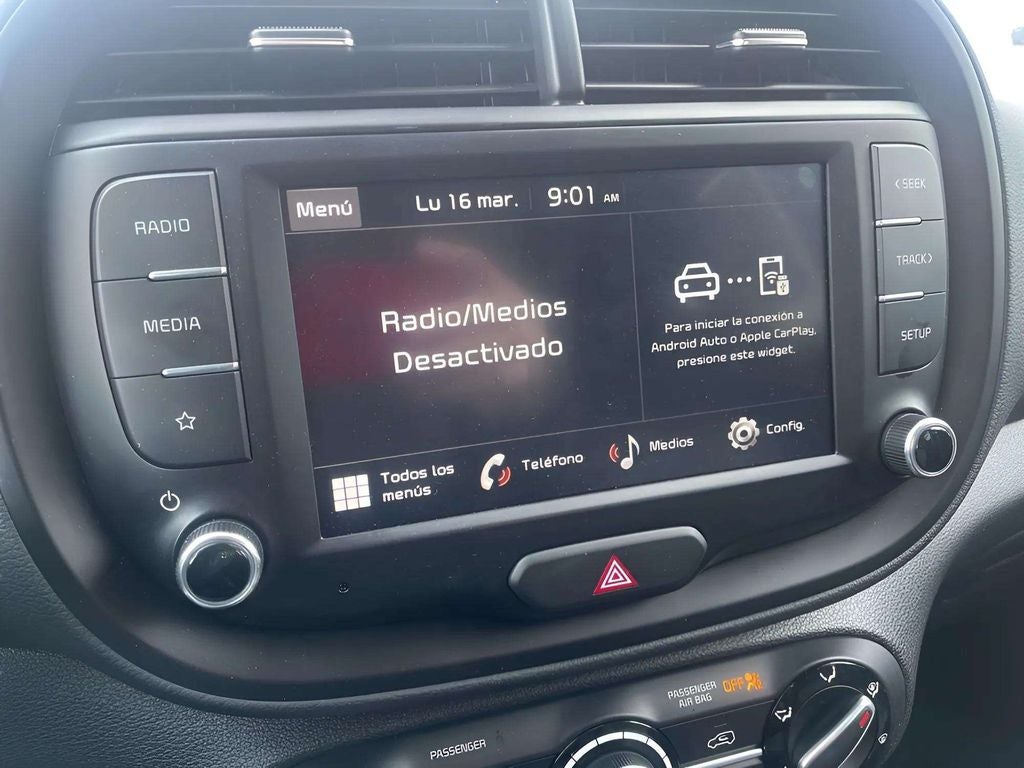 RADIO
MEDIA
Menú
Lu 16 mar.
9:01 AM
Radio/Medios
Desactivado
Para iniciar la conexión a
Android Auto o Apple CarPlay,
presione este widget.
Todos los
menús
Teléfono
Medios
Config.
< SEEK
TRACK >
SETUP
PASSENGER
AIR BAG
OFF
PASSENGER